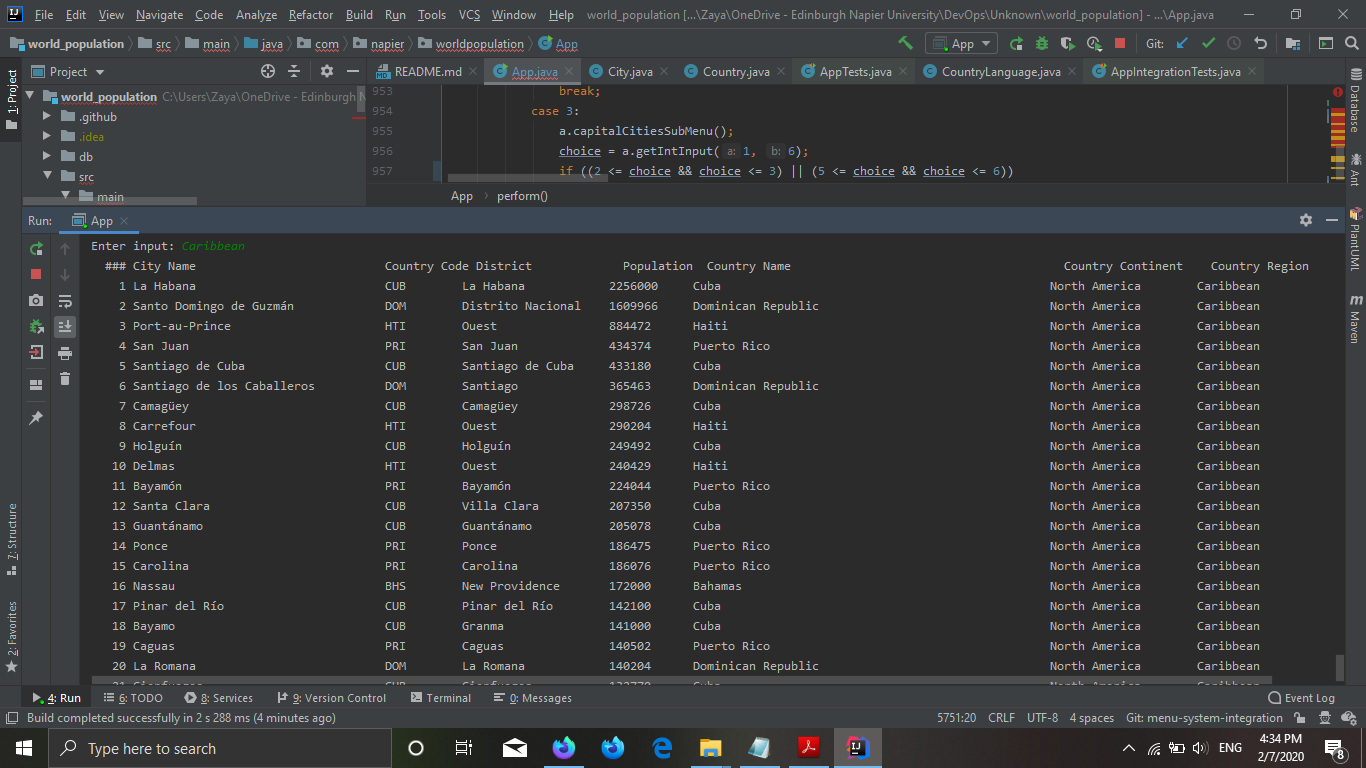 File Edit View Navigate Code Analyze Refactor Build Run Tools VCS Window Help world_population [...\Zaya\OneDrive - Edinburgh Napier University\DevOps\Unknown\world_population] - ...\App.java
world_population src main java com napier worldpopulation App App Git:
Project README.md App.java City.java Country.java AppTests.java CountryLanguage.java AppIntegrationTests.java
world_population C:\Users\Zaya\OneDrive - Edinburgh N
.github
.idea
db
src
main
953 break;
954 case 3:
955 a.capitalCitiesSubMenu();
956 choice = a.getIntInput( a: 1, b: 6);
957 if ((2 <= choice && choice <= 3) || (5 <= choice && choice <= 6))
App perform()
1: Project
7: Structure
2: Favorites
Database
Ant
PlantUML
Maven
Run: App
Enter input: Caribbean
### City Name Country Code District Population Country Name Country Continent Country Region
1 La Habana CUB La Habana 2256000 Cuba North America Caribbean
2 Santo Domingo de Guzmán DOM Distrito Nacional 1609966 Dominican Republic North America Caribbean
3 Port-au-Prince HTI Ouest 884472 Haiti North America Caribbean
4 San Juan PRI San Juan 434374 Puerto Rico North America Caribbean
5 Santiago de Cuba CUB Santiago de Cuba 433180 Cuba North America Caribbean
6 Santiago de los Caballeros DOM Santiago 365463 Dominican Republic North America Caribbean
7 Camagüey CUB Camagüey 298726 Cuba North America Caribbean
8 Carrefour HTI Ouest 290204 Haiti North America Caribbean
9 Holguín CUB Holguín 249492 Cuba North America Caribbean
10 Delmas HTI Ouest 240429 Haiti North America Caribbean
11 Bayamón PRI Bayamón 224044 Puerto Rico North America Caribbean
12 Santa Clara CUB Villa Clara 207350 Cuba North America Caribbean
13 Guantánamo CUB Guantánamo 205078 Cuba North America Caribbean
14 Ponce PRI Ponce 186475 Puerto Rico North America Caribbean
15 Carolina PRI Carolina 186076 Puerto Rico North America Caribbean
16 Nassau BHS New Providence 172000 Bahamas North America Caribbean
17 Pinar del Río CUB Pinar del Río 142100 Cuba North America Caribbean
18 Bayamo CUB Granma 141000 Cuba North America Caribbean
19 Caguas PRI Caguas 140502 Puerto Rico North America Caribbean
20 La Romana DOM La Romana 140204 Dominican Republic North America Caribbean
4: Run 6: TODO 8: Services 9: Version Control Terminal 0: Messages Event Log
Build completed successfully in 2 s 288 ms (4 minutes ago) 5751:20 CRLF UTF-8 4 spaces Git: menu-system-integration
Type here to search ENG 4:34 PM
2/7/2020 8